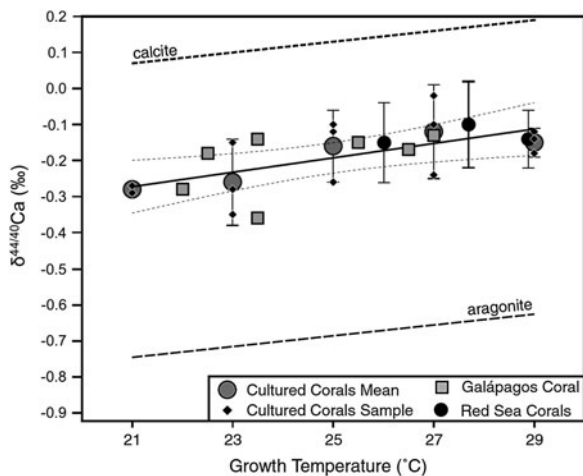 0.2
0.1
0.0
-0.1
-0.2
-0.3
-0.4
-0.5
-0.6
-0.7
-0.8
-0.9
δ44/40Ca (‰)
calcite
aragonite
Cultured Corals Mean
Galápagos Coral
Cultured Corals Sample
Red Sea Corals
21
23
25
27
29
Growth Temperature (˚C)